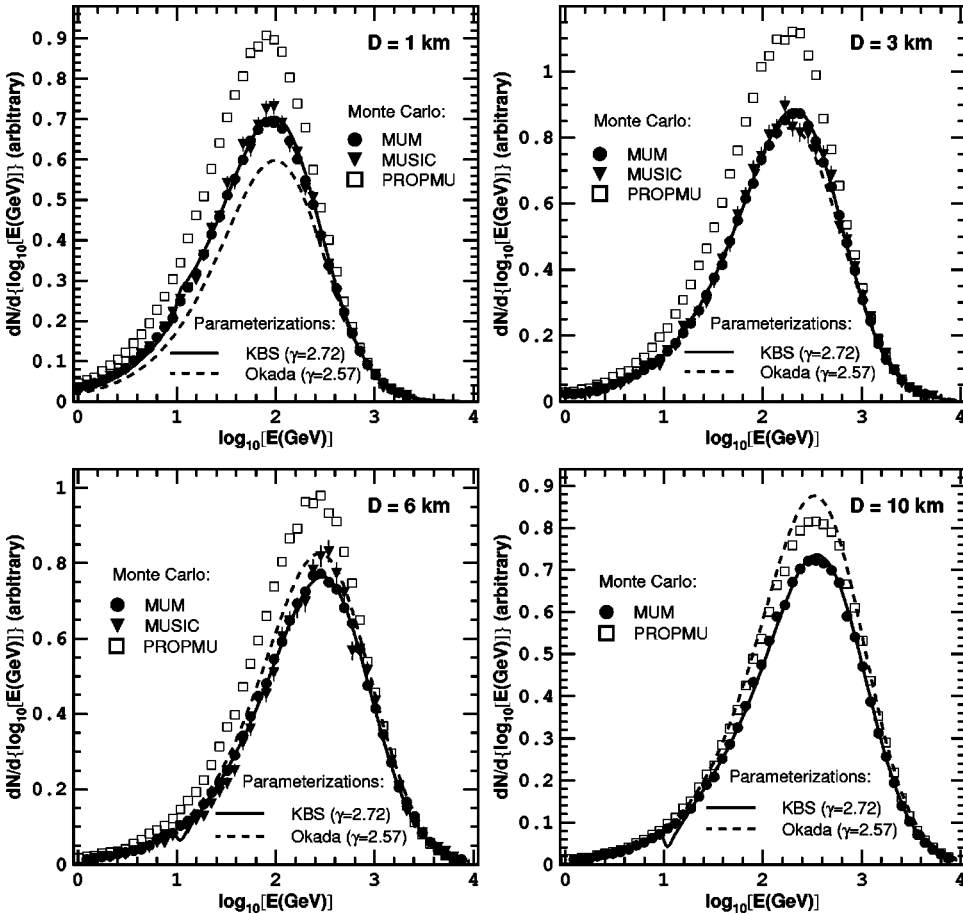 D = 1 km
dN/d{log10[E(GeV)]} (arbitrary)
0.9
0.8
0.7
0.6
0.5
0.4
0.3
0.2
0.1
0
Monte Carlo:
MUM
MUSIC
PROPMU
Parameterizations:
KBS (γ=2.72)
Okada (γ=2.57)
0 1 2 3 4
log10[E(GeV)]
D = 3 km
dN/d{log10[E(GeV)]} (arbitrary)
1
0.8
0.6
0.4
0.2
0
Monte Carlo:
MUM
MUSIC
PROPMU
Parameterizations:
KBS (γ=2.72)
Okada (γ=2.57)
0 1 2 3 4
log10[E(GeV)]
D = 6 km
dN/d{log10[E(GeV)]} (arbitrary)
1
0.8
0.6
0.4
0.2
0
Monte Carlo:
MUM
MUSIC
PROPMU
Parameterizations:
KBS (γ=2.72)
Okada (γ=2.57)
0 1 2 3 4
log10[E(GeV)]
D = 10 km
dN/d{log10[E(GeV)]} (arbitrary)
0.9
0.8
0.7
0.6
0.5
0.4
0.3
0.2
0.1
0
Monte Carlo:
MUM
PROPMU
Parameterizations:
KBS (γ=2.72)
Okada (γ=2.57)
0 1 2 3 4
log10[E(GeV)]